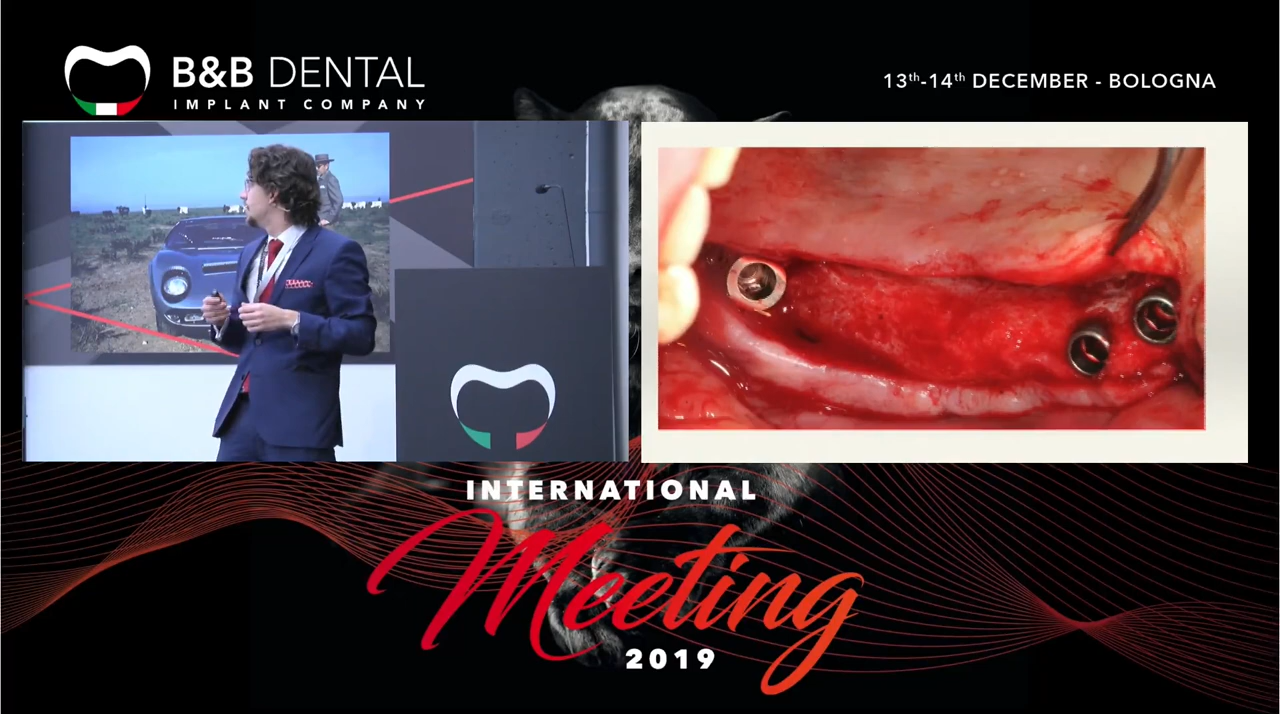 B&B DENTAL
IMPLANT COMPANY
13th-14th DECEMBER - BOLOGNA
INTERNATIONAL
Meeting
2019